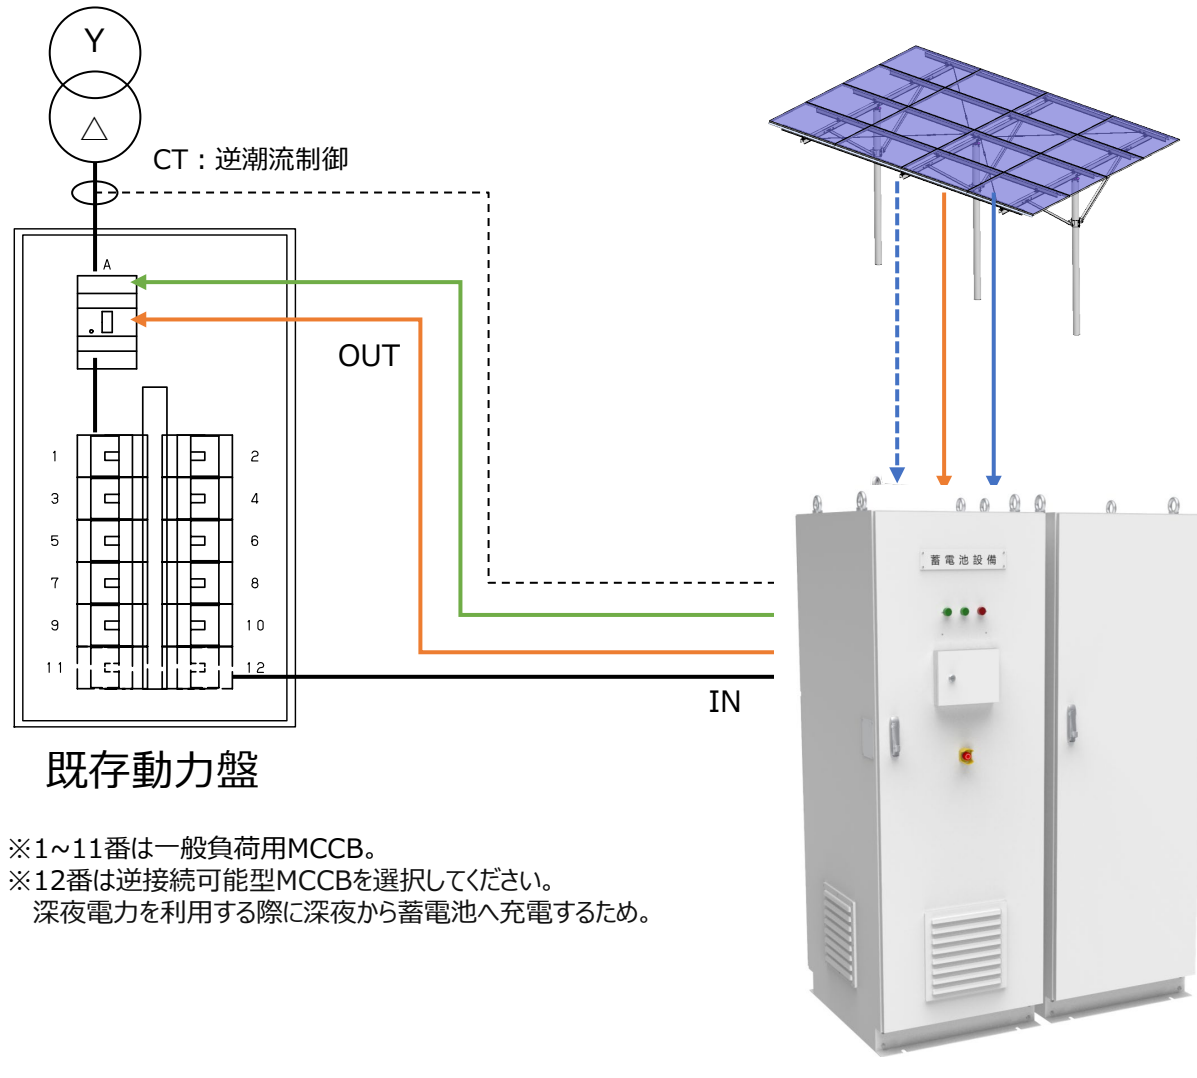 Y
△
CT：逆潮流制御
A
OUT
1
2
3
4
5
6
7
8
9
10
11
12
IN
蓄電池設備
既存動力盤
※1~11番は一般負荷用MCCB。
※12番は逆接続可能型MCCBを選択してください。
深夜電力を利用する際に深夜から蓄電池へ充電するため。